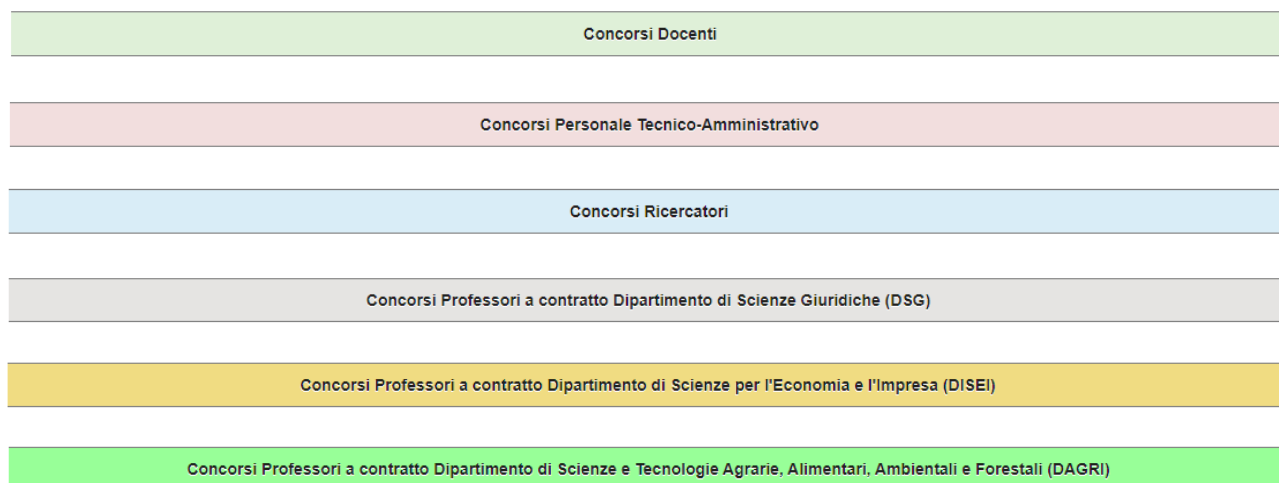 Concorsi Docenti
Concorsi Personale Tecnico-Amministrativo
Concorsi Ricercatori
Concorsi Professori a contratto Dipartimento di Scienze Giuridiche (DSG)
Concorsi Professori a contratto Dipartimento di Scienze per l'Economia e l'Impresa (DISEI)
Concorsi Professori a contratto Dipartimento di Scienze e Tecnologie Agrarie, Alimentari, Ambientali e Forestali (DAGRI)